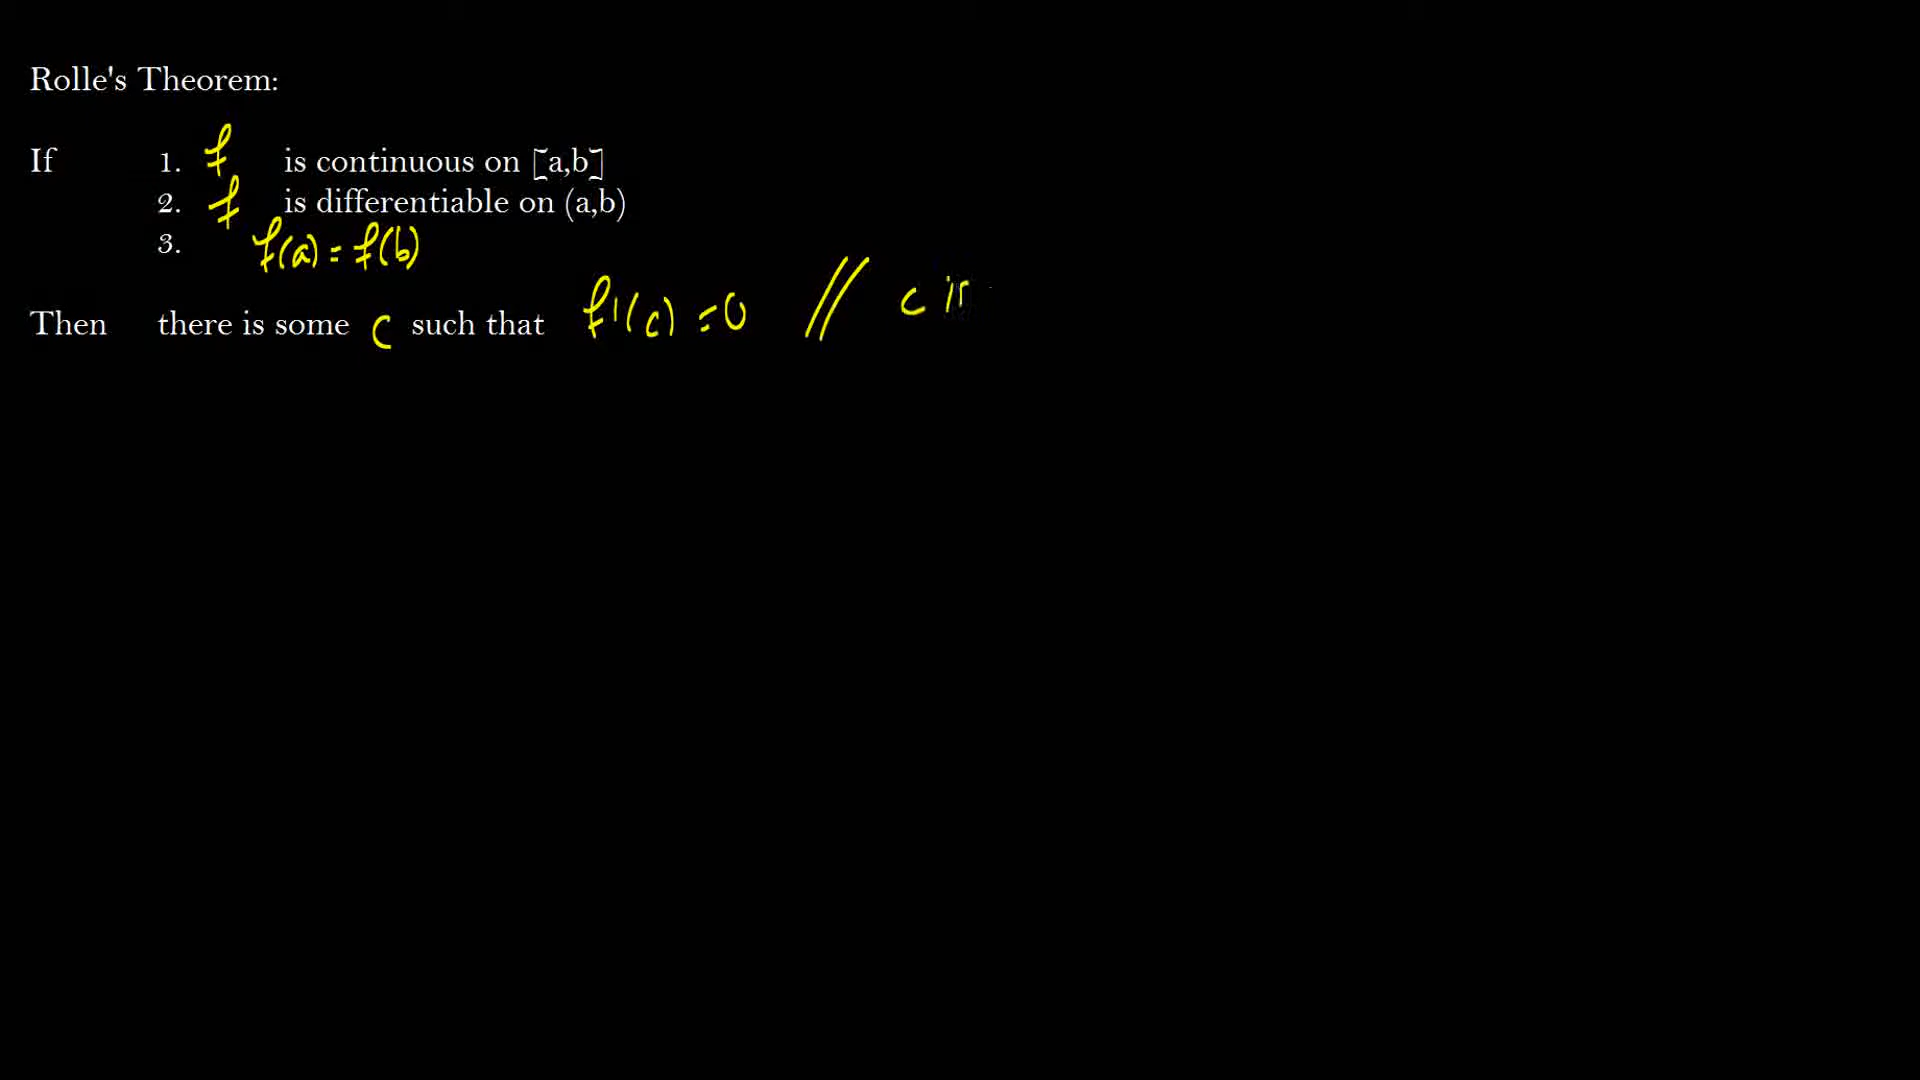 Rolle's Theorem:
If 1. f is continuous on [a,b]
2. f is differentiable on (a,b)
3. f(a) = f(b)
Then there is some c such that f'(c) = 0 // c